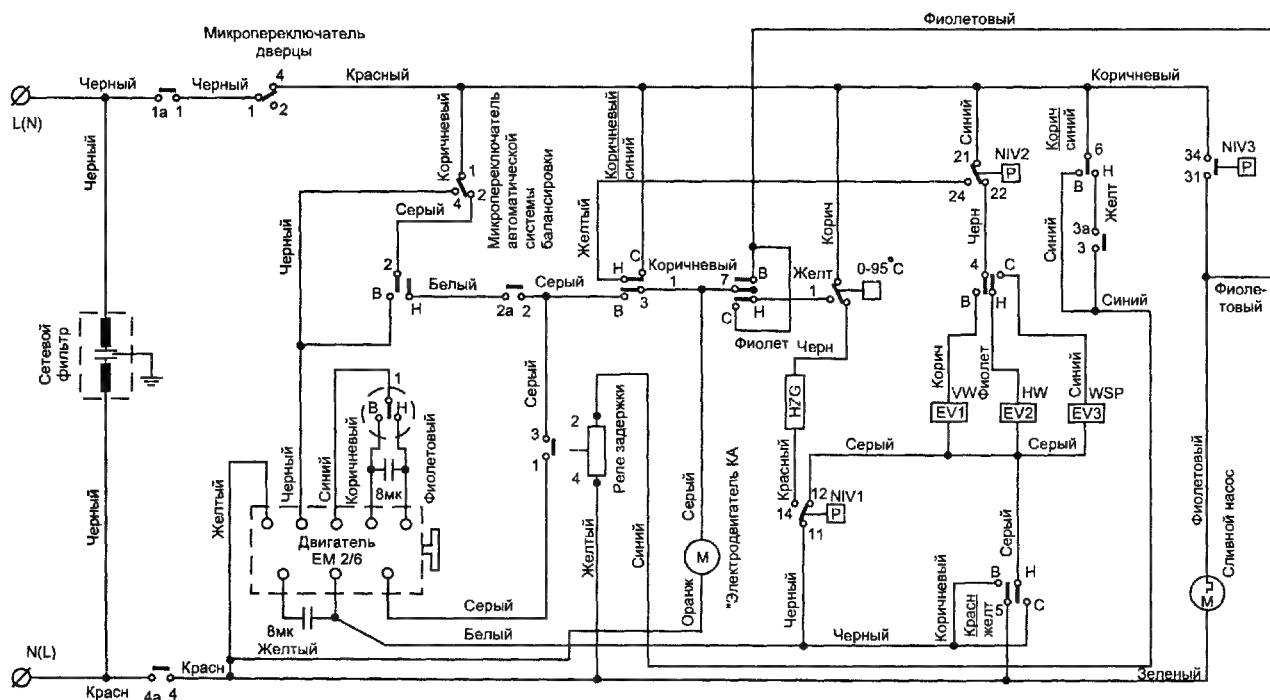 Фиолетовый
Микропереключатель
дверцы
Черный
Черный
4
Красный
Коричневый
1а 1
1
2
L(N)
Черный
Коричневый
1
4
2
Микропереключатель
автоматической
системы
балансировки
Коричневый
синий
Синий
21
NIV2
P
24
22
Корич
синий
6
В
Н
34
31
NIV3
P
Серый
Черный
Желтый
Корич
Черн
Желт
3а
3
Синий
2
В
Н
Белый
2а 2
Серый
Н
С
Коричневый
1
В
3
7
В
Н
С
Желт
1
0-95°С
4
С
В
Н
Синий
Фиоле-
товый
Фиолет
Черн
Сетевой
фильтр
1
В
Н
Серый
HZG
Корич
Фиолет
Синий
VW
EV1
HW
EV2
WSP
EV3
Черный
Синий
Коричневый
Фиолетовый
8мк
3
1
2
4
Реле задержки
Серый
Серый
Красный
Желтый
14
12
NIV1
P
11
Серый
М
"Электродвигатель КА
Двигатель
ЕМ 2/6
Желтый
Синий
Серый
Фиолетовый
Сливной насос
М
Черный
Серый
Оранж
Черный
Коричневый
Красн
желт
В
Н
5
С
8мк
Желтый
Белый
Черный
N(L)
Красн
4а 4
Красн
Зеленый